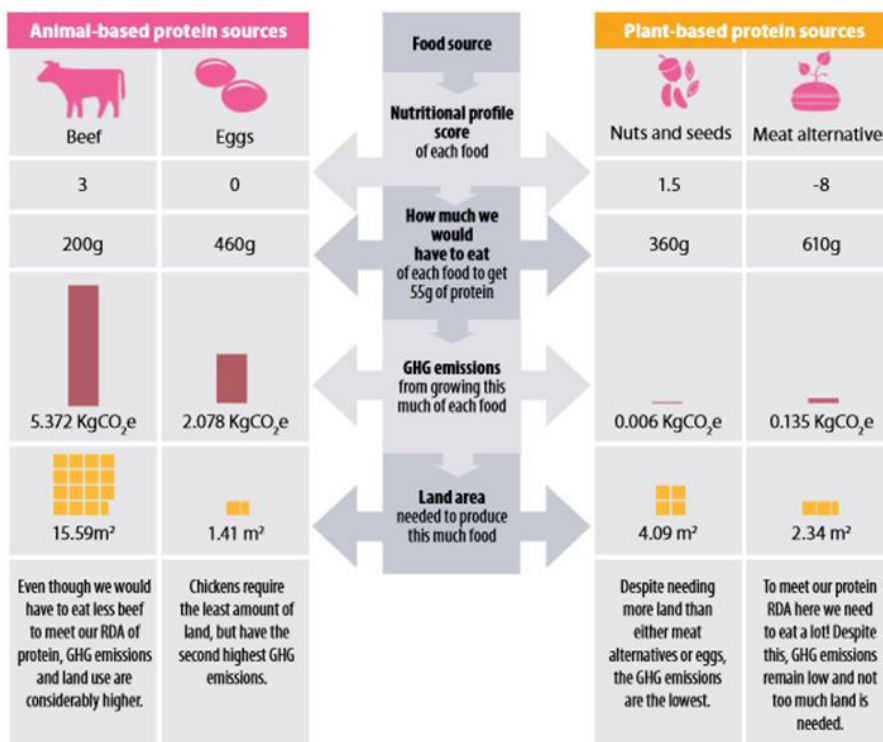 Animal-based protein sources
Beef
Eggs
3
0
200g
460g
5.372 KgCO₂e
2.078 KgCO₂e
15.59m²
1.41 m²
Even though we would
have to eat less beef
to meet our RDA of
protein, GHG emissions
and land use are
considerably higher.
Chickens require
the least amount of
land, but have the
second highest GHG
emissions.
Food source
Nutritional profile
score
of each food
How much we
would
have to eat
of each food to get
55g of protein
GHG emissions
from growing this
much of each food
Land area
needed to produce
this much food
Plant-based protein sources
Nuts and seeds
Meat alternative
1.5
-8
360g
610g
0.006 KgCO₂e
0.135 KgCO₂e
4.09 m²
2.34 m²
Despite needing
more land than
either meat
alternatives or eggs,
the GHG emissions
are the lowest.
To meet our protein
RDA here we need
to eat a lot! Despite
this, GHG emissions
remain low and not
too much land is
needed.